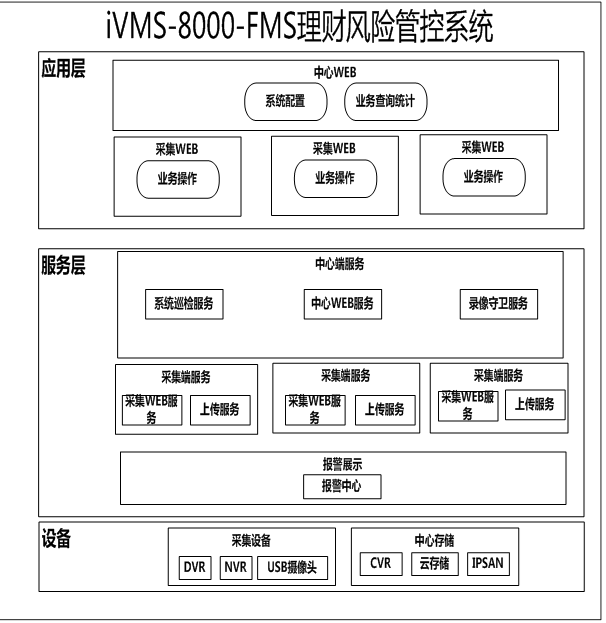 iVMS-8000-FMS理财风险管控系统
应用层
中心WEB
系统配置
业务查询统计
采集WEB
业务操作
采集WEB
业务操作
采集WEB
业务操作
服务层
中心端服务
系统巡检服务
中心WEB服务
录像守卫服务
采集端服务
采集WEB服
务
上传服务
采集端服务
采集WEB服
务
上传服务
采集端服务
采集WEB服
务
上传服务
报警展示
报警中心
设备
采集设备
DVR
NVR
USB摄像头
中心存储
CVR
云存储
IPSAN